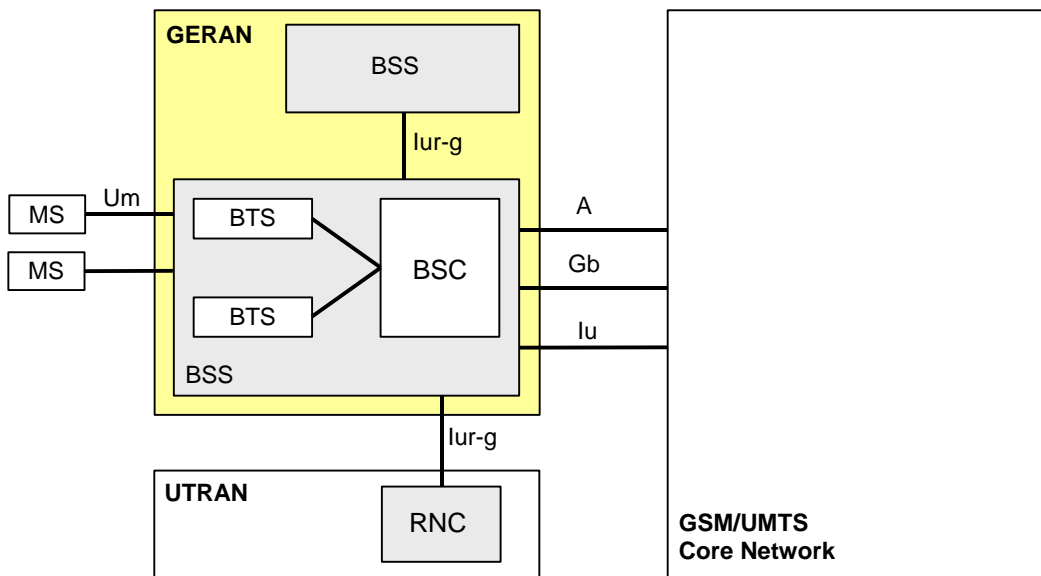 GERAN
BSS
Iur-g
Um
MS
BTS
BSC
A
MS
Gb
BTS
Iu
BSS
Iur-g
UTRAN
RNC
GSM/UMTS
Core Network